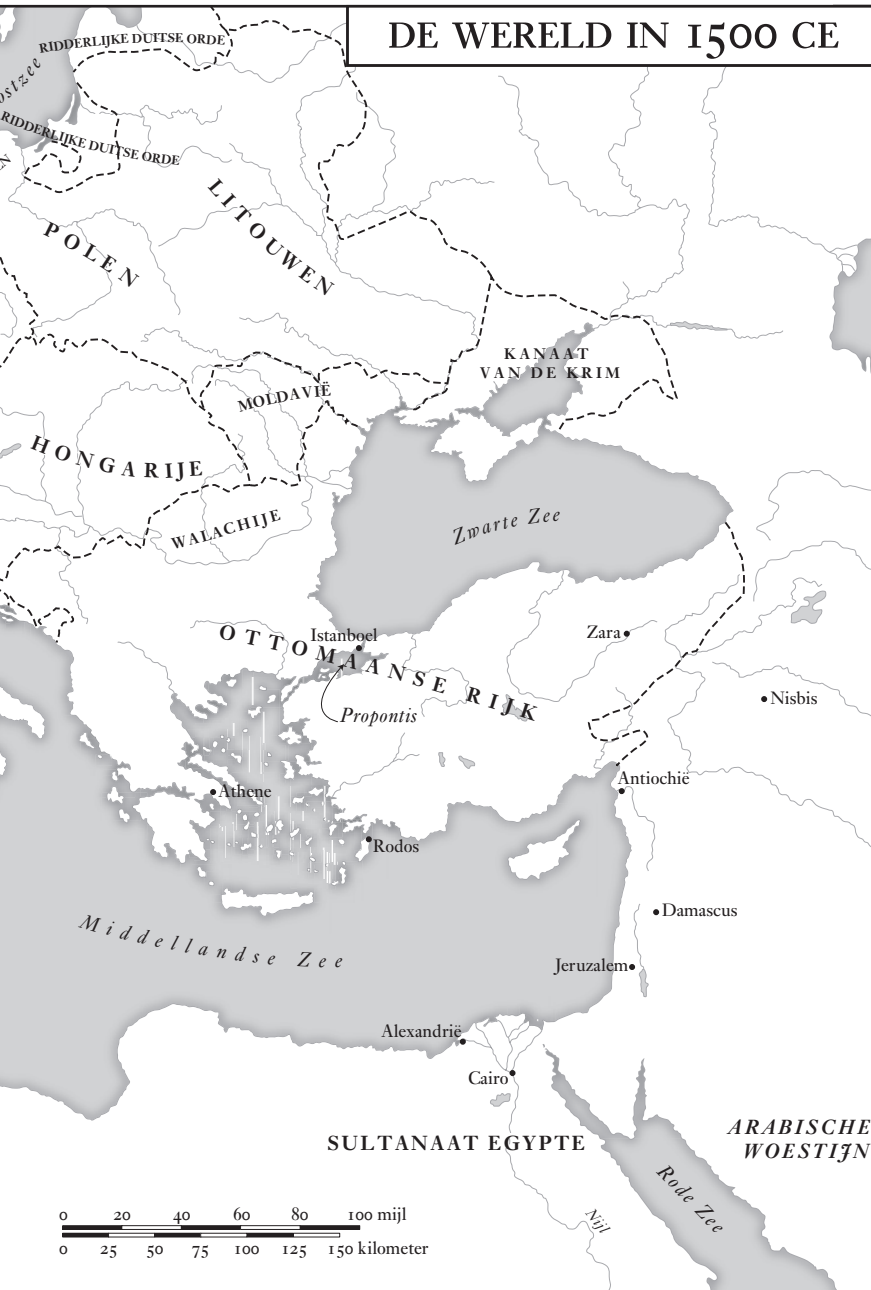 DE WERELD IN 1500 CE
RIDDERLIJKE DUITSE ORDE
RIDDERLIJKE DUITSE ORDE
LITOUWEN
POLEN
KANAAT
VAN DE KRIM
MOLDAVIË
HONGARIJE
WALACHIJE
Zwarte Zee
OTTOMAANSE RIJK
Istanboel
Zara
Nisbis
Propontis
Antiochië
Athene
Rodos
Damascus
Middellandse Zee
Jeruzalem
Alexandrië
Cairo
SULTANAAT EGYPTE
ARABISCHE
WOESTIJN
Rode Zee
Nijl
0 20 40 60 80 100 mijl
0 25 50 75 100 125 150 kilometer